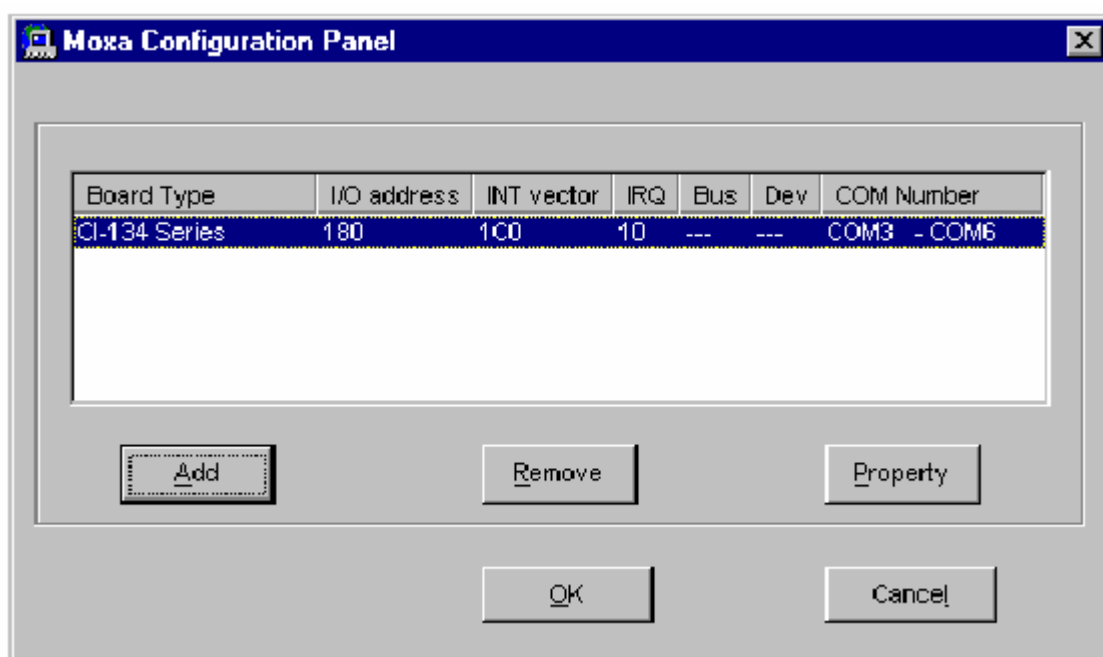 Moxa Configuration Panel
Board Type I/O address INT vector IRQ Bus Dev COM Number
CI-134 Series 180 1C0 10 --- --- COM3 - COM6
Add Remove Property
OK Cancel